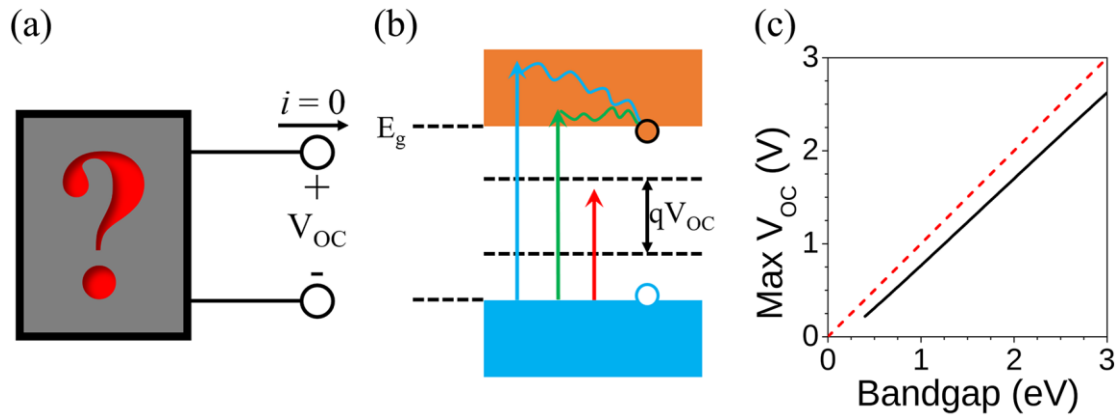 (a)
?
i = 0
+
V_OC
-
(b)
E_g
qV_OC
(c)
Max V_OC (V)
3
2
1
0
0 1 2 3
Bandgap (eV)